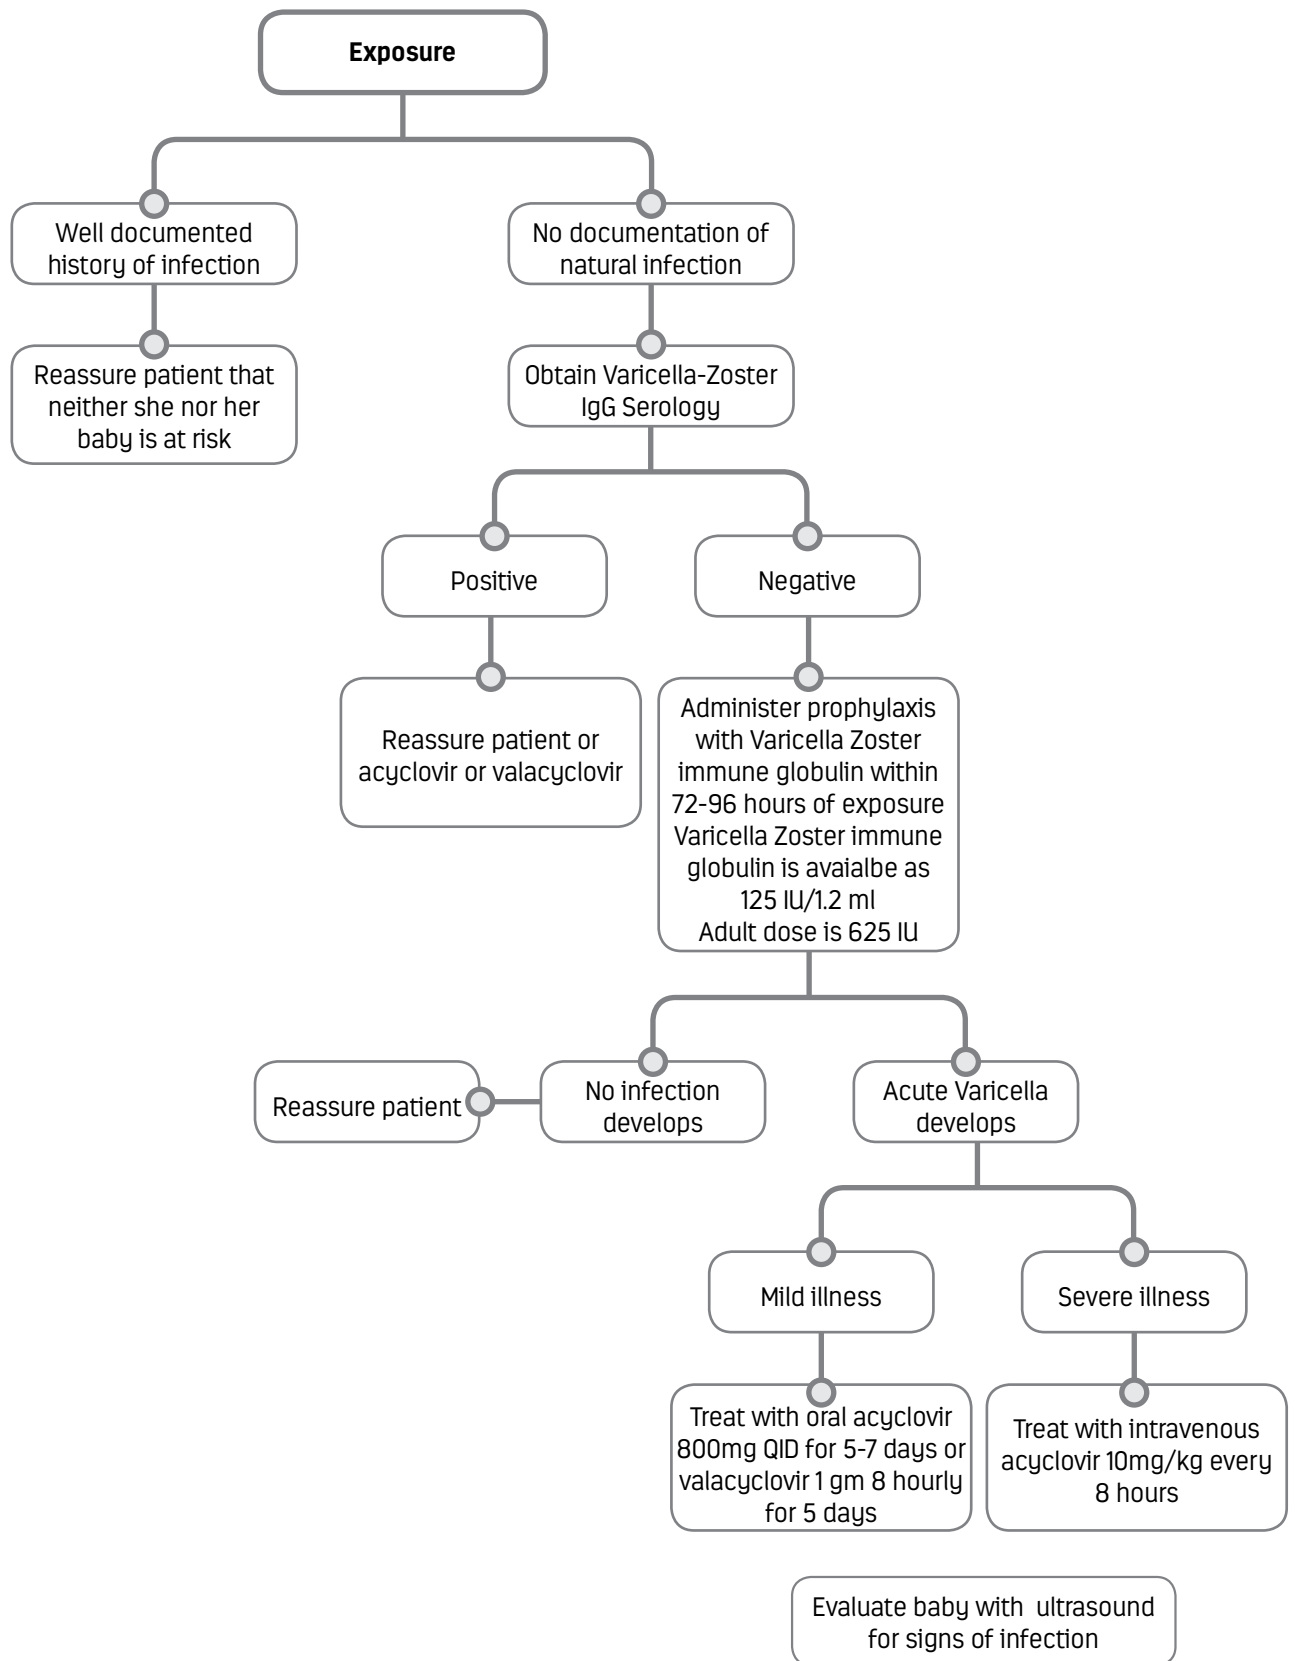 Exposure
Well documented
history of infection
No documentation of
natural infection
Reassure patient that
neither she nor her
baby is at risk
Obtain Varicella-Zoster
IgG Serology
Positive
Negative
Reassure patient or
acyclovir or valacyclovir
Administer prophylaxis
with Varicella Zoster
immune globulin within
72-96 hours of exposure
Varicella Zoster immune
globulin is avaialbe as
125 IU/1.2 ml
Adult dose is 625 IU
Reassure patient
No infection
develops
Acute Varicella
develops
Mild illness
Severe illness
Treat with oral acyclovir
800mg QID for 5-7 days or
valacyclovir 1 gm 8 hourly
for 5 days
Treat with intravenous
acyclovir 10mg/kg every
8 hours
Evaluate baby with  ultrasound
for signs of infection